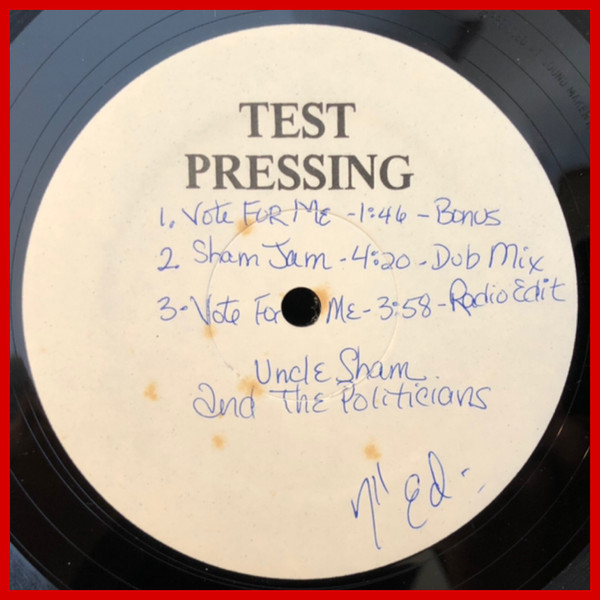 TEST
PRESSING
1. Vote FOR ME - 1:46 - Bonus
2. Sham Jam - 4:20 - Dub Mix
3 - Vote For ME - 3:58 - Radio Edit
Uncle Sham
and The Politicians
Ed